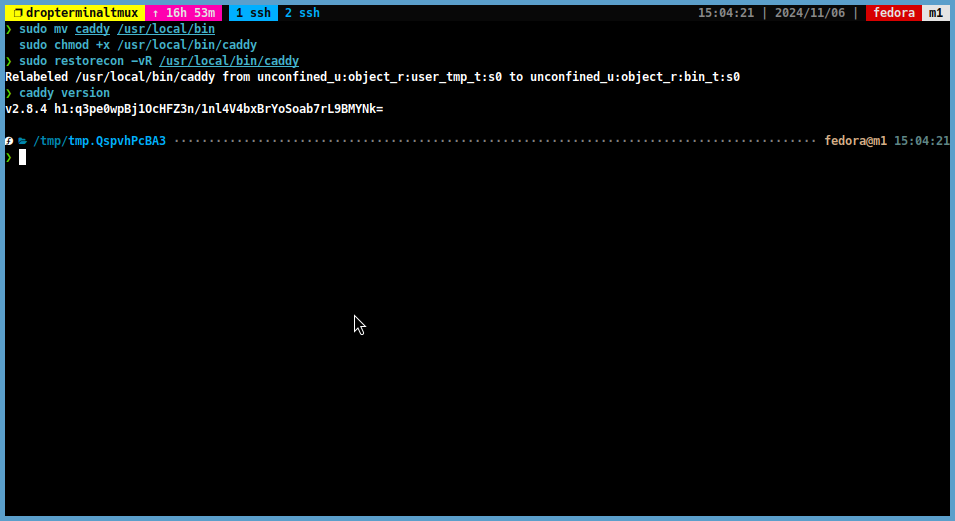 dropterminaltmux ↑ 16h 53m 1 ssh 2 ssh 15:04:21 | 2024/11/06 | fedora m1
❯ sudo mv caddy /usr/local/bin
sudo chmod +x /usr/local/bin/caddy
❯ sudo restorecon -vR /usr/local/bin/caddy
Relabeled /usr/local/bin/caddy from unconfined_u:object_r:user_tmp_t:s0 to unconfined_u:object_r:bin_t:s0
❯ caddy version
v2.8.4 h1:q3pe0wpBj1OcHFZ3n/1nl4V4bxBrYoSoab7rL9BMYNk=
/tmp/tmp.QspvhPcBA3 fedora@m1 15:04:21
❯